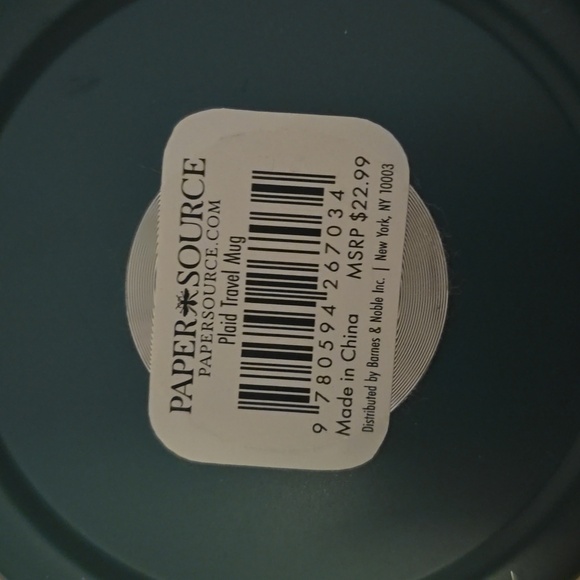 PAPER SOURCE
PAPERSOURCE.COM
Plaid Travel Mug
9 780594 267034
Made in China MSRP $22.99
Distributed by Barnes & Noble Inc. | New York, NY 10003